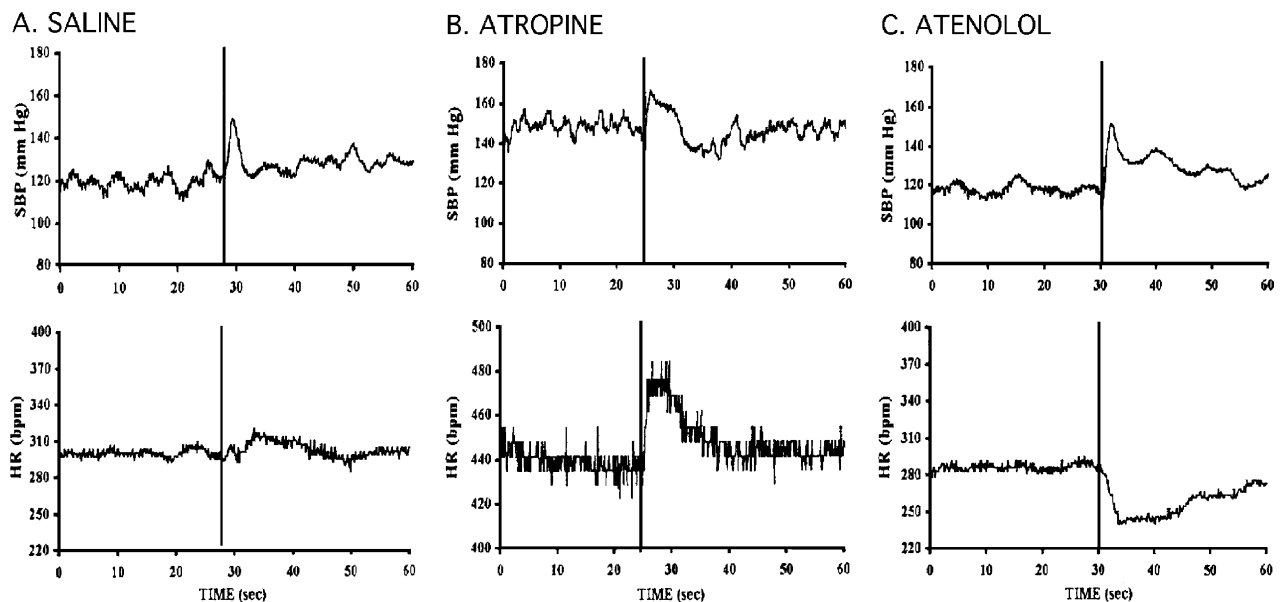 A. SALINE
B. ATROPINE
C. ATENOLOL
SBP (mm Hg)
180
160
140
120
100
80
0 10 20 30 40 50 60
SBP (mm Hg)
180
160
140
120
100
80
0 10 20 30 40 50 60
SBP (mm Hg)
180
160
140
120
100
80
0 10 20 30 40 50 60
HR (bpm)
400
370
360
310
290
250
220
0 10 20 30 40 50 60
TIME (sec)
HR (bpm)
500
480
460
440
420
400
0 10 20 30 40 50 60
TIME (sec)
HR (bpm)
400
370
340
310
280
250
220
0 10 20 30 40 50 60
TIME (sec)